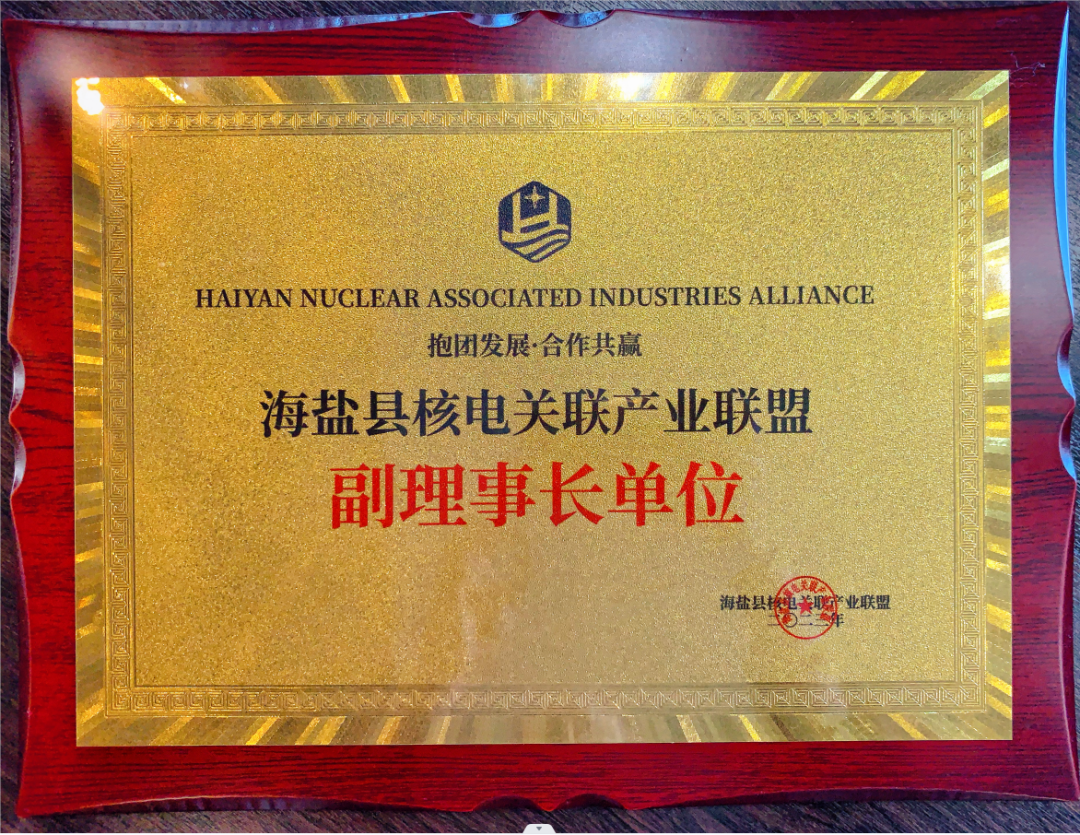 HAIYAN NUCLEAR ASSOCIATED INDUSTRIES ALLIANCE
抱团发展·合作共赢
海盐县核电关联产业联盟
副理事长单位
海盐县核电关联产业联盟